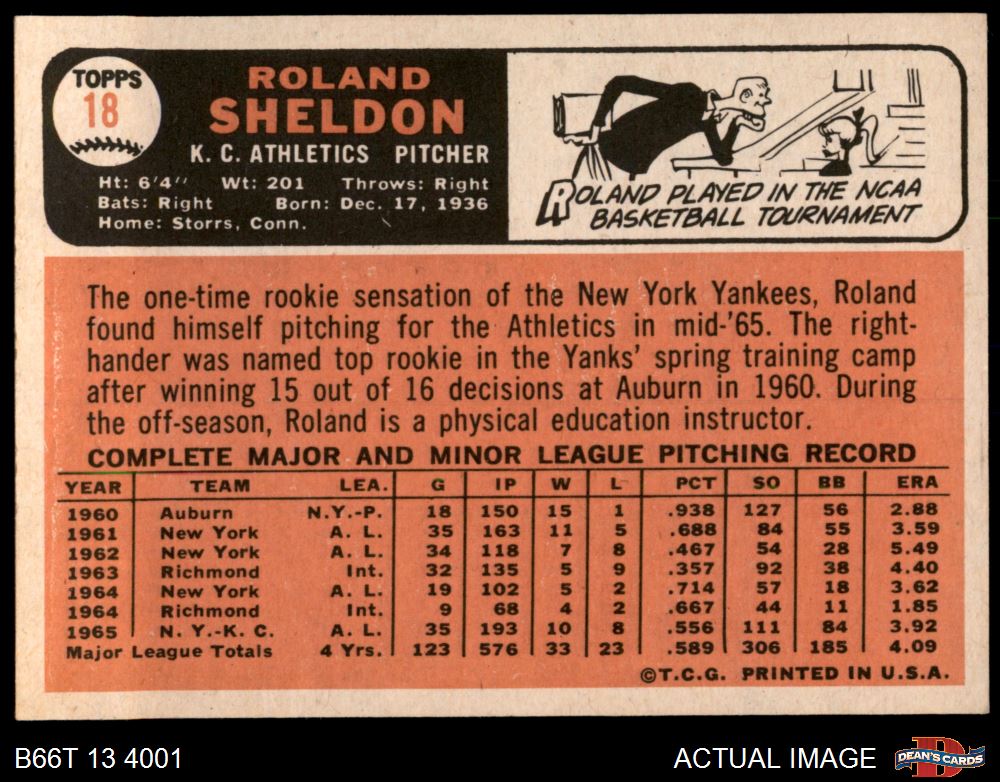 TOPPS
18
ROLAND
SHELDON
K. C. ATHLETICS PITCHER
Ht: 6'4" Wt: 201 Throws: Right
Bats: Right Born: Dec. 17, 1936
Home: Storrs, Conn.
ROLAND PLAYED IN THE NCAA
BASKETBALL TOURNAMENT
The one-time rookie sensation of the New York Yankees, Roland
found himself pitching for the Athletics in mid-'65. The right-
hander was named top rookie in the Yanks' spring training camp
after winning 15 out of 16 decisions at Auburn in 1960. During
the off-season, Roland is a physical education instructor.
COMPLETE MAJOR AND MINOR LEAGUE PITCHING RECORD
YEAR TEAM LEA. G IP W L PCT SO BB ERA
1960 Auburn N.Y.-P. 18 150 15 1 .938 127 56 2.88
1961 New York A. L. 35 163 11 5 .688 84 55 3.59
1962 New York A. L. 34 118 7 8 .467 54 28 5.49
1963 Richmond Int. 32 135 5 9 .357 92 38 4.40
1964 New York A. L. 19 102 5 2 .714 57 18 3.62
1964 Richmond Int. 9 68 4 2 .667 44 11 1.85
1965 N. Y.-K. C. A. L. 35 193 10 8 .556 111 84 3.92
Major League Totals 4 Yrs. 123 576 33 23 .589 306 185 4.09
©T.C.G. PRINTED IN U.S.A.
B66T 13 4001
ACTUAL IMAGE
D
DEAN'S CARDS